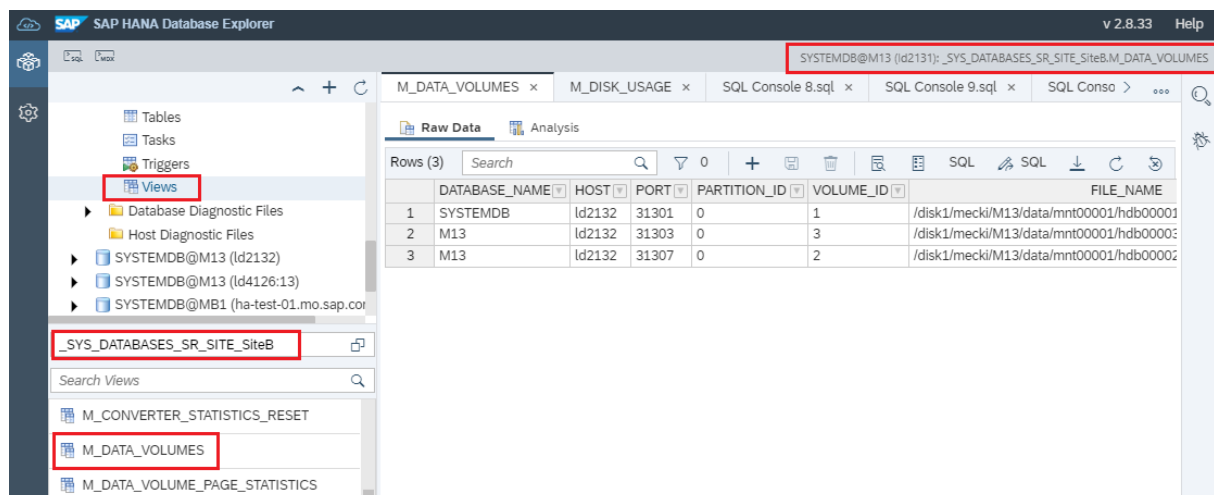 SAP SAP HANA Database Explorer v 2.8.33 Help
SQL MDX SYSTEMDB@M13 (ld2131): _SYS_DATABASES_SR_SITE_SiteB.M_DATA_VOLUMES
M_DATA_VOLUMES × M_DISK_USAGE × SQL Console 8.sql × SQL Console 9.sql × SQL Conso
Tables
Tasks
Triggers
Views
Database Diagnostic Files
Host Diagnostic Files
SYSTEMDB@M13 (ld2132)
SYSTEMDB@M13 (ld4126:13)
SYSTEMDB@MB1 (ha-test-01.mo.sap.cor
_SYS_DATABASES_SR_SITE_SiteB
Search Views
M_CONVERTER_STATISTICS_RESET
M_DATA_VOLUMES
M_DATA_VOLUME_PAGE_STATISTICS
Raw Data Analysis
Rows (3) Search 0 SQL SQL
DATABASE_NAME HOST PORT PARTITION_ID VOLUME_ID FILE_NAME
1 SYSTEMDB ld2132 31301 0 1 /disk1/mecki/M13/data/mnt00001/hdb00001
2 M13 ld2132 31303 0 3 /disk1/mecki/M13/data/mnt00001/hdb00003
3 M13 ld2132 31307 0 2 /disk1/mecki/M13/data/mnt00001/hdb00002